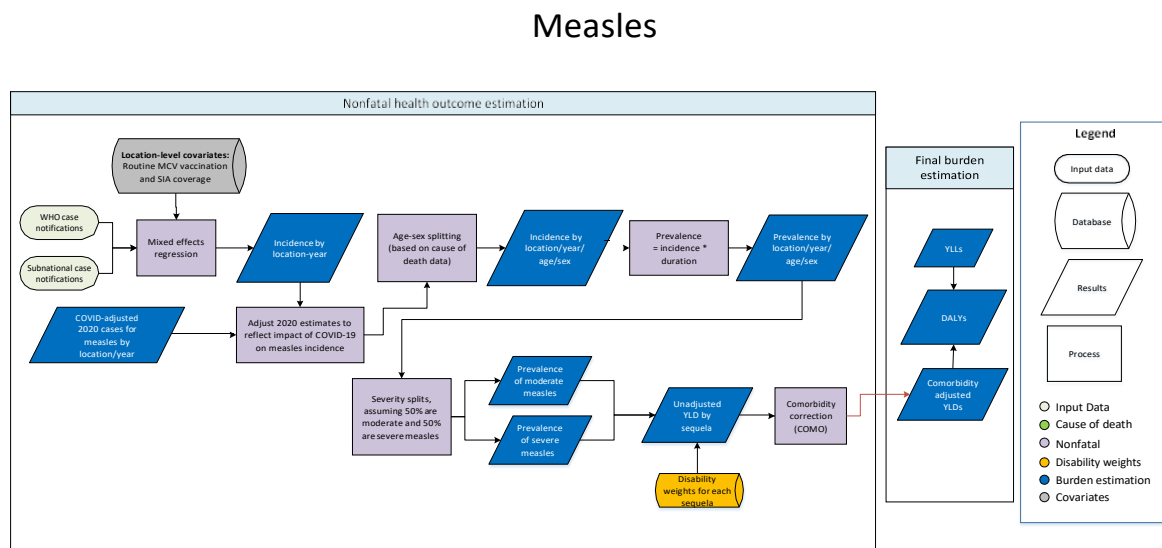 Measles
Nonfatal health outcome estimation
Location-level covariates:
Routine MCV vaccination
and SIA coverage
WHO case
notifications
Subnational case
notifications
Mixed effects
regression
Incidence by
location-year
Age-sex splitting
(based on cause of
death data)
Incidence by
location/year/
age/sex
Prevalence
= incidence *
duration
Prevalence by
location/year/
age/sex
COVID-adjusted
2020 cases for
measles by
location/year
Adjust 2020 estimates to
reflect impact of COVID-19
on measles incidence
Severity splits,
assuming 50% are
moderate and 50%
are severe measles
Prevalence
of moderate
measles
Prevalence
of severe
measles
Unadjusted
YLD by
sequela
Disability
weights for each
sequela
Comorbidity
correction
(COMO)
Final burden
estimation
YLLs
DALYs
Comorbidity
adjusted
YLDs
Legend
Input data
Database
Results
Process
Input Data
Cause of death
Nonfatal
Disability weights
Burden estimation
Covariates